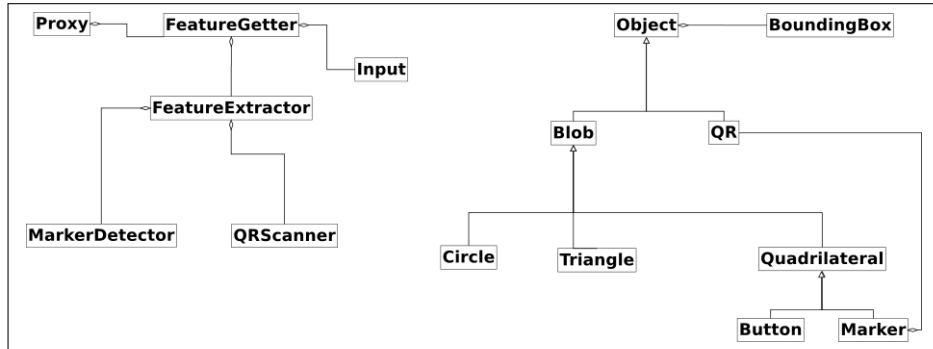 Proxy
FeatureGetter
Input
FeatureExtractor
MarkerDetector
QRScanner
Object
BoundingBox
Blob
QR
Circle
Triangle
Quadrilateral
Button
Marker